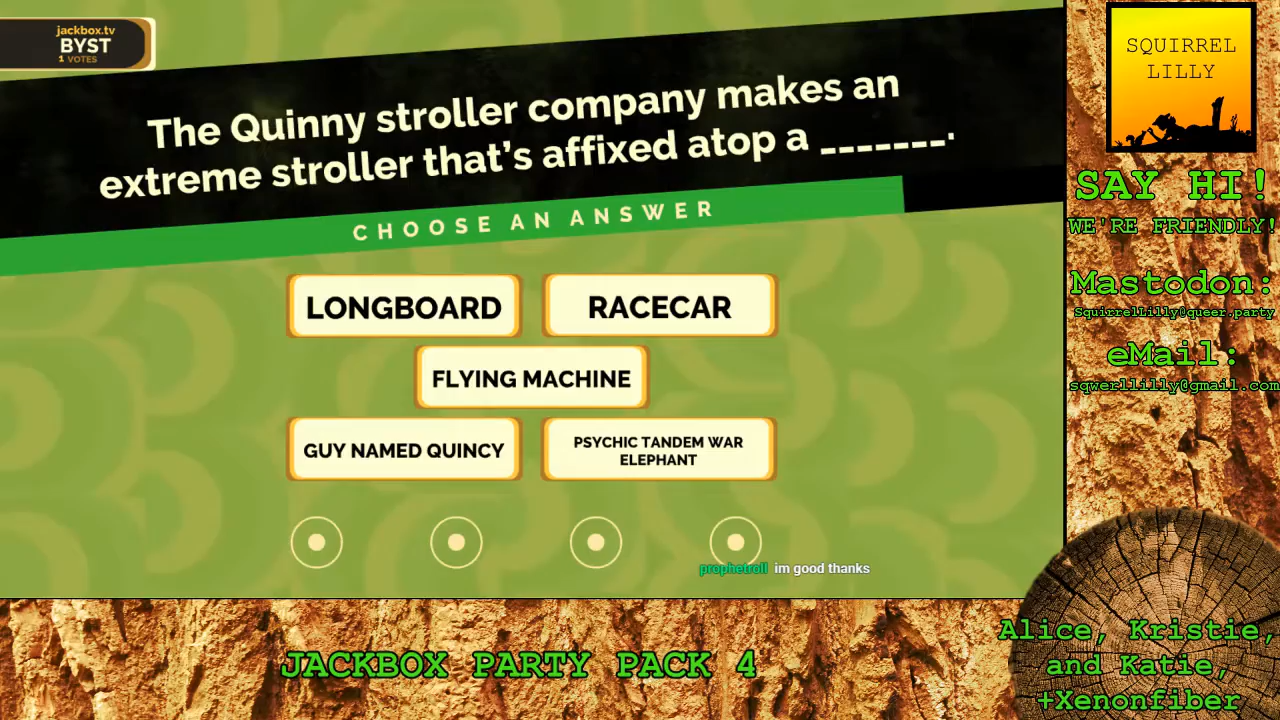 jackbox.tv
BYST
1 VOTES
The Quinny stroller company makes an
extreme stroller that's affixed atop a _______.
CHOOSE AN ANSWER
LONGBOARD
RACECAR
FLYING MACHINE
GUY NAMED QUINCY
PSYCHIC TANDEM WAR
ELEPHANT
prophetroll im good thanks
SQUIRREL
LILLY
SAY HI!
WE'RE FRIENDLY!
Mastodon:
SquirrelLilly@queer.party
eMail:
sqwerllilly@gmail.com
JACKBOX PARTY PACK 4
Alice, Kristie,
and Katie,
+Xenonfiber